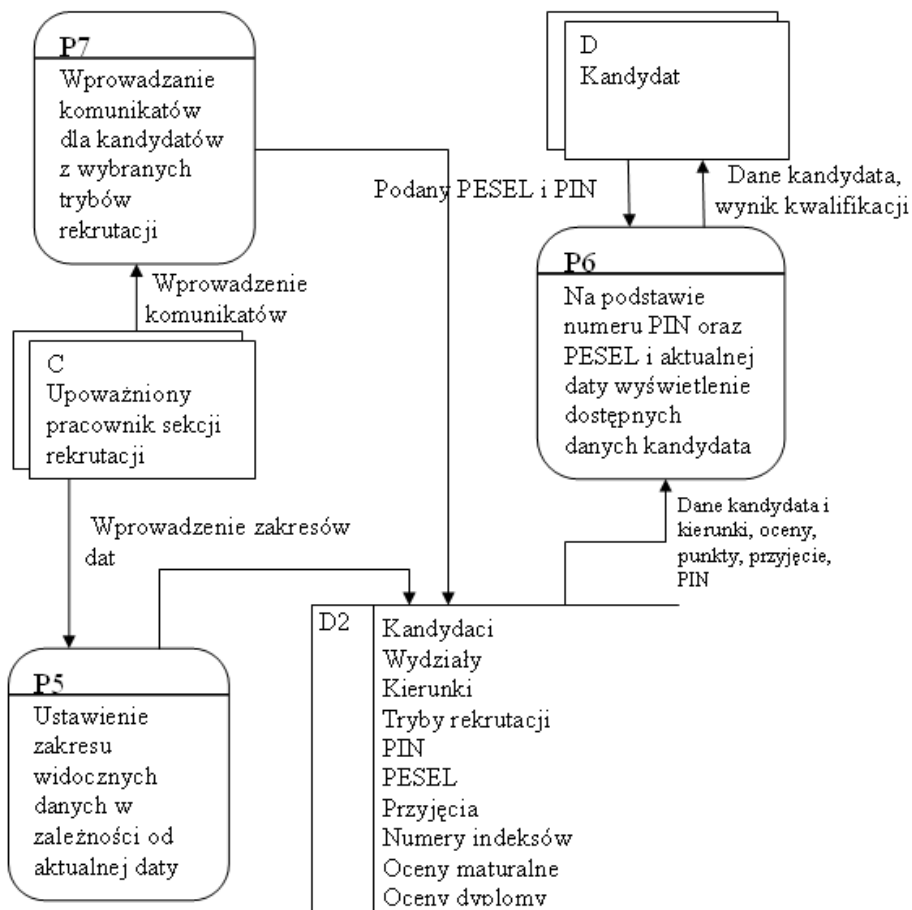 P7
Wprowadzanie
komunikatów
dla kandydatów
z wybranych
trybów
rekrutacji
D
Kandydat
Podany PESEL i PIN
Dane kandydata,
wynik kwalifikacji
P6
Na podstawie
numeru PIN oraz
PESEL i aktualnej
daty wyświetlenie
dostępnych
danych kandydata
Wprowadzenie
komunikatów
C
Upoważniony
pracownik sekcji
rekrutacji
Wprowadzenie zakresów
dat
Dane kandydata i
kierunki, oceny,
punkty, przyjęcie,
PIN
P5
Ustawienie
zakresu
widocznych
danych w
zależności od
aktualnej daty
D2
Kandydaci
Wydziały
Kierunki
Tryby rekrutacji
PIN
PESEL
Przyjęcia
Numery indeksów
Oceny maturalne
Oceny dyplomy